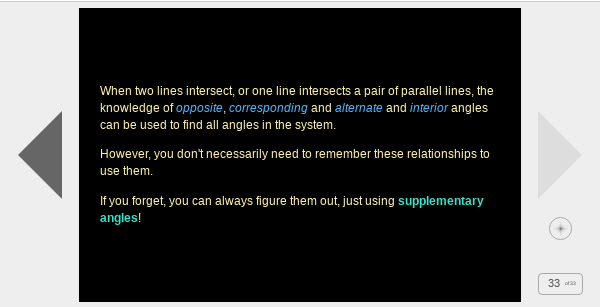 When two lines intersect, or one line intersects a pair of parallel lines, the
knowledge of opposite, corresponding and alternate and interior angles
can be used to find all angles in the system.
However, you don't necessarily need to remember these relationships to
use them.
If you forget, you can always figure them out, just using supplementary
angles!
33 of 33